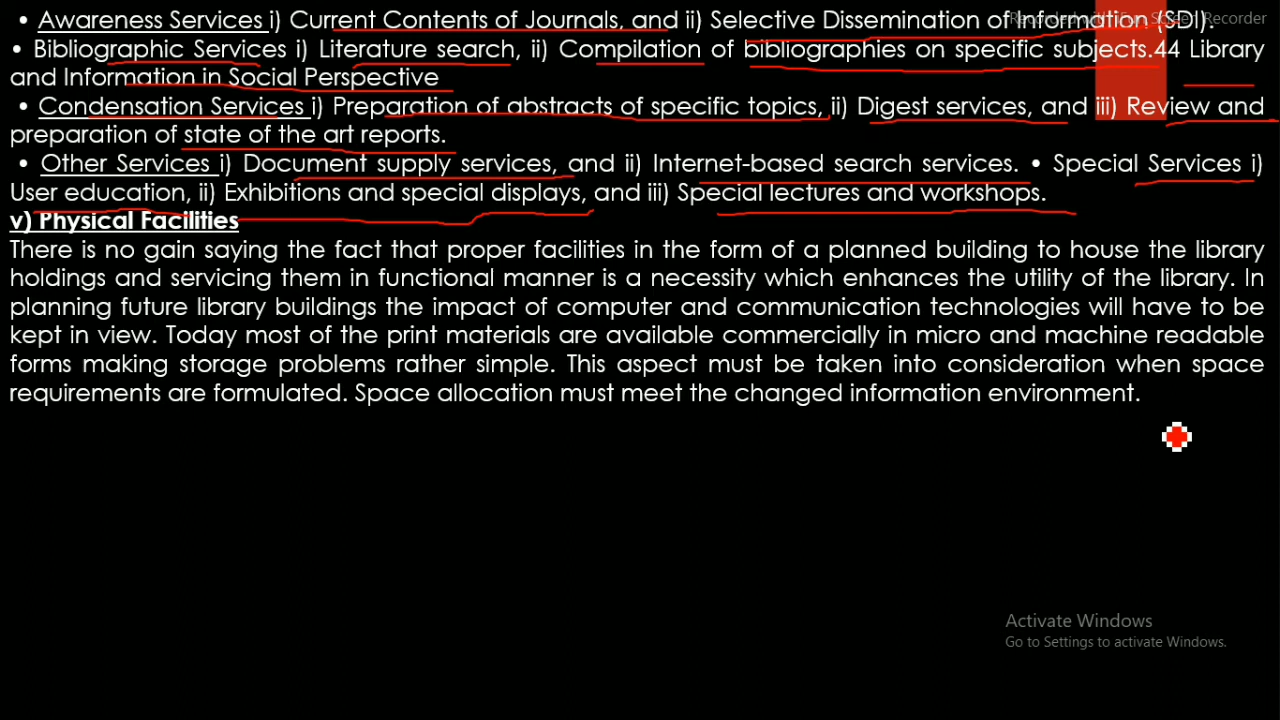 • Awareness Services i) Current Contents of Journals, and ii) Selective Dissemination of Information (SDI).
• Bibliographic Services i) Literature search, ii) Compilation of bibliographies on specific subjects.44 Library
and Information in Social Perspective
• Condensation Services i) Preparation of abstracts of specific topics, ii) Digest services, and iii) Review and
preparation of state of the art reports.
• Other Services i) Document supply services, and ii) Internet-based search services. • Special Services i)
User education, ii) Exhibitions and special displays, and iii) Special lectures and workshops.
v) Physical Facilities
There is no gain saying the fact that proper facilities in the form of a planned building to house the library
holdings and servicing them in functional manner is a necessity which enhances the utility of the library. In
planning future library buildings the impact of computer and communication technologies will have to be
kept in view. Today most of the print materials are available commercially in micro and machine readable
forms making storage problems rather simple. This aspect must be taken into consideration when space
requirements are formulated. Space allocation must meet the changed information environment.
Activate Windows
Go to Settings to activate Windows.